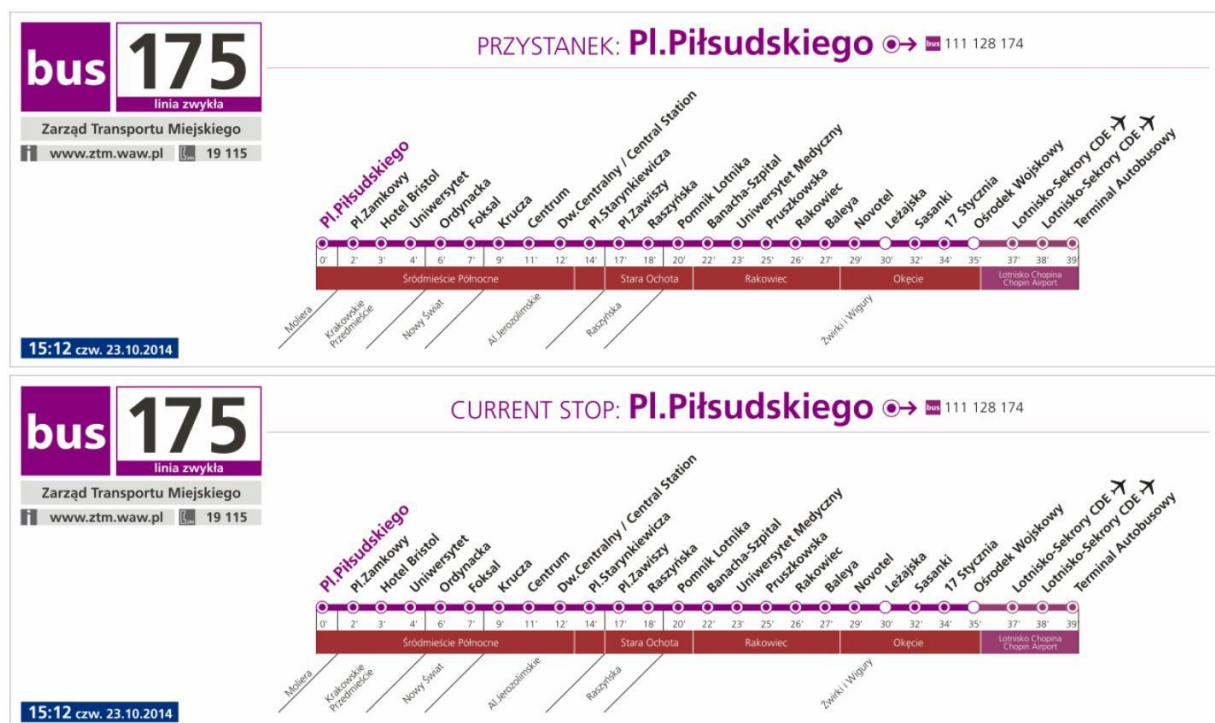 bus 175
linia zwykła
Zarząd Transportu Miejskiego
i www.ztm.waw.pl 19 115
PRZYSTANEK: Pl.Piłsudskiego bus 111 128 174
Pl.Piłsudskiego
Pl.Zamkowy
Hotel Bristol
Uniwersytet
Ordynacka
Foksal
Krucza
Centrum
Dw.Centralny / Central Station
Pl.Starynkiewicza
Pl.Zawiszy
Raszyńska
Pomnik Lotnika
Banacha-Szpital
Uniwersytet Medyczny
Pruszkowska
Rakowiec
Baleya
Novotel
Leżajska
Sasanki
17 Stycznia
Ośrodek Wojskowy
Lotnisko-Sekrory CDE
Lotnisko-Sekrory CDE
Terminal Autobusowy
0' 2' 3' 4' 6' 7' 9' 11' 12' 14' 17' 18' 20' 22' 23' 25' 26' 27' 29' 30' 32' 34' 35' 37' 38' 39'
Śródmieście Północne Stara Ochota Rakowiec Okęcie Lotnisko Chopina
Chopin Airport
Moliera
Krakowskie
Przedmieście
Nowy Świat
Al.Jerozolimskie
Raszyńska
Żwirki i Wigury
15:12 czw. 23.10.2014
bus 175
linia zwykła
Zarząd Transportu Miejskiego
i www.ztm.waw.pl 19 115
CURRENT STOP: Pl.Piłsudskiego bus 111 128 174
Pl.Piłsudskiego
Pl.Zamkowy
Hotel Bristol
Uniwersytet
Ordynacka
Foksal
Krucza
Centrum
Dw.Centralny / Central Station
Pl.Starynkiewicza
Pl.Zawiszy
Raszyńska
Pomnik Lotnika
Banacha-Szpital
Uniwersytet Medyczny
Pruszkowska
Rakowiec
Baleya
Novotel
Leżajska
Sasanki
17 Stycznia
Ośrodek Wojskowy
Lotnisko-Sekrory CDE
Lotnisko-Sekrory CDE
Terminal Autobusowy
0' 2' 3' 4' 6' 7' 9' 11' 12' 14' 17' 18' 20' 22' 23' 25' 26' 27' 29' 30' 32' 34' 35' 37' 38' 39'
Śródmieście Północne Stara Ochota Rakowiec Okęcie Lotnisko Chopina
Chopin Airport
Moliera
Krakowskie
Przedmieście
Nowy Świat
Al.Jerozolimskie
Raszyńska
Żwirki i Wigury
15:12 czw. 23.10.2014